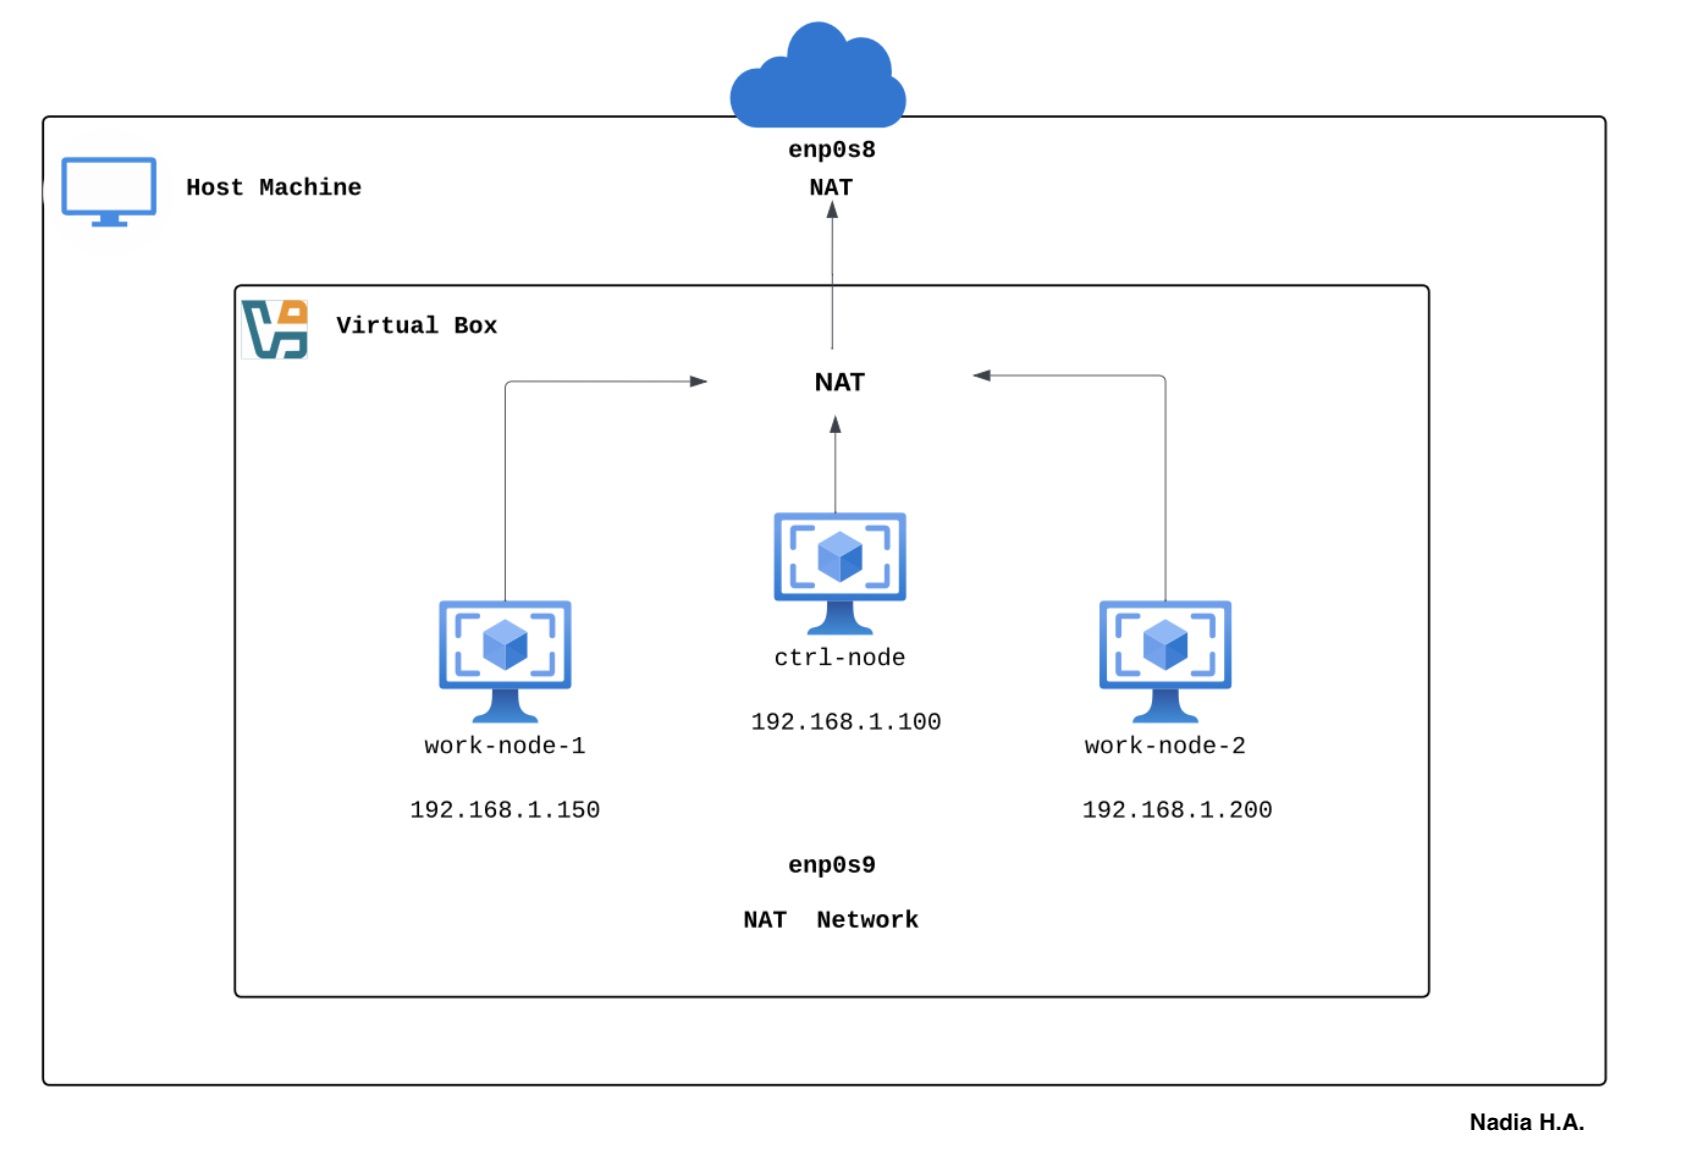 enp0s8
NAT
Host Machine
Virtual Box
NAT
ctrl-node
192.168.1.100
work-node-1
192.168.1.150
work-node-2
192.168.1.200
enp0s9
NAT Network
Nadia H.A.